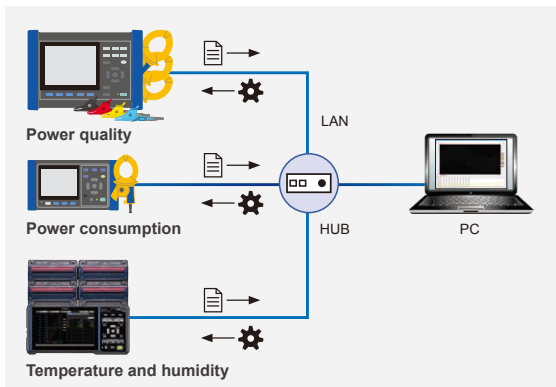 Power quality
LAN
Power consumption
HUB
PC
Temperature and humidity